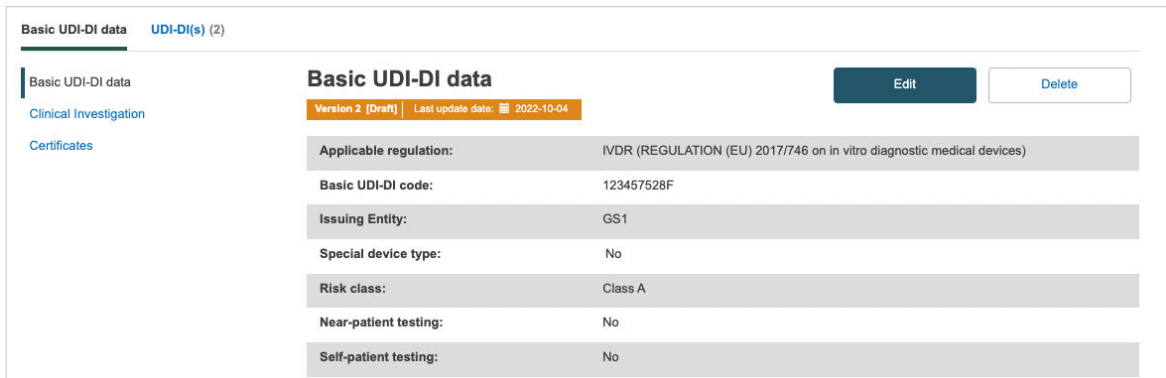 Basic UDI-DI data UDI-DI(s) (2)
Basic UDI-DI data
Clinical Investigation
Certificates
Basic UDI-DI data
Edit Delete
Version 2 [Draft] Last update date: 2022-10-04
Applicable regulation: IVDR (REGULATION (EU) 2017/746 on in vitro diagnostic medical devices)
Basic UDI-DI code: 123457528F
Issuing Entity: GS1
Special device type: No
Risk class: Class A
Near-patient testing: No
Self-patient testing: No